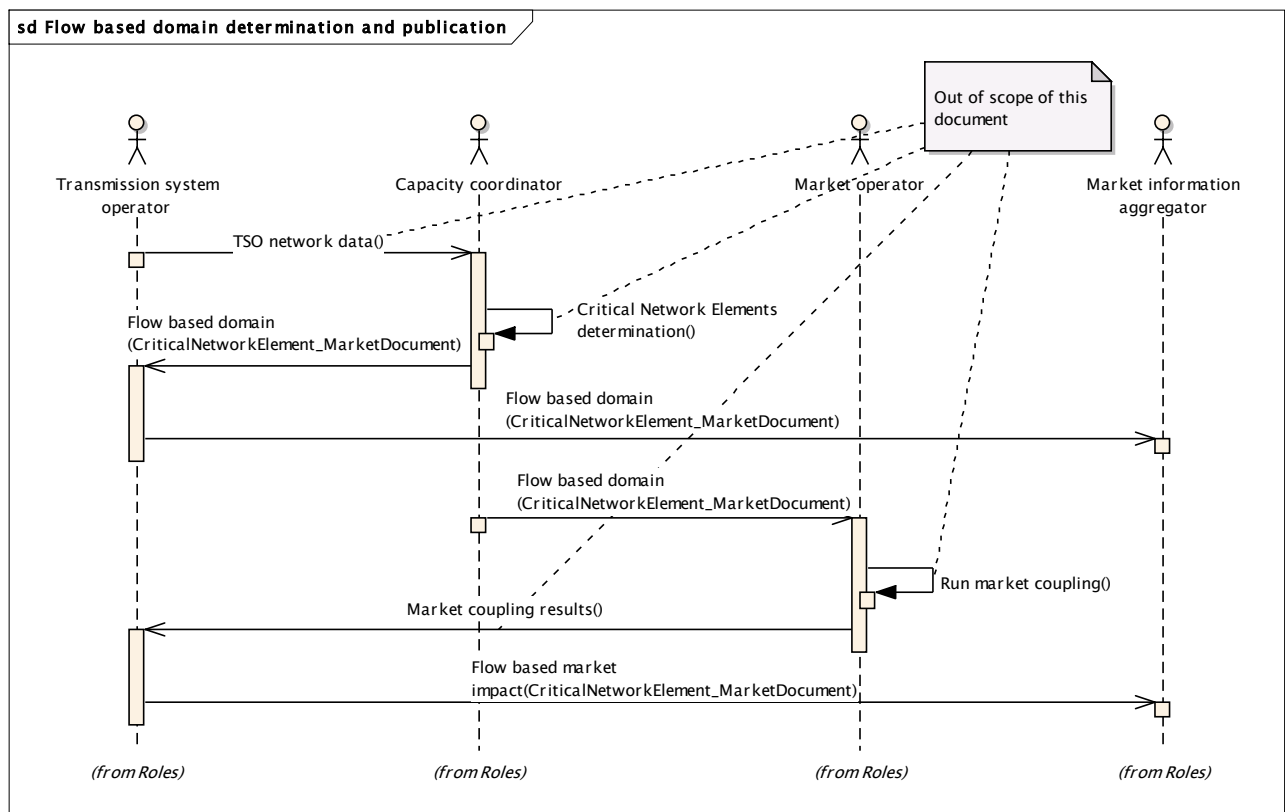 sd Flow based domain determination and publication
Out of scope of this
document
Transmission system
operator
Capacity coordinator
Market operator
Market information
aggregator
TSO network data()
Critical Network Elements
determination()
Flow based domain
(CriticalNetworkElement_MarketDocument)
Flow based domain
(CriticalNetworkElement_MarketDocument)
Flow based domain
(CriticalNetworkElement_MarketDocument)
Run market coupling()
Market coupling results()
Flow based market
impact(CriticalNetworkElement_MarketDocument)
(from Roles)
(from Roles)
(from Roles)
(from Roles)